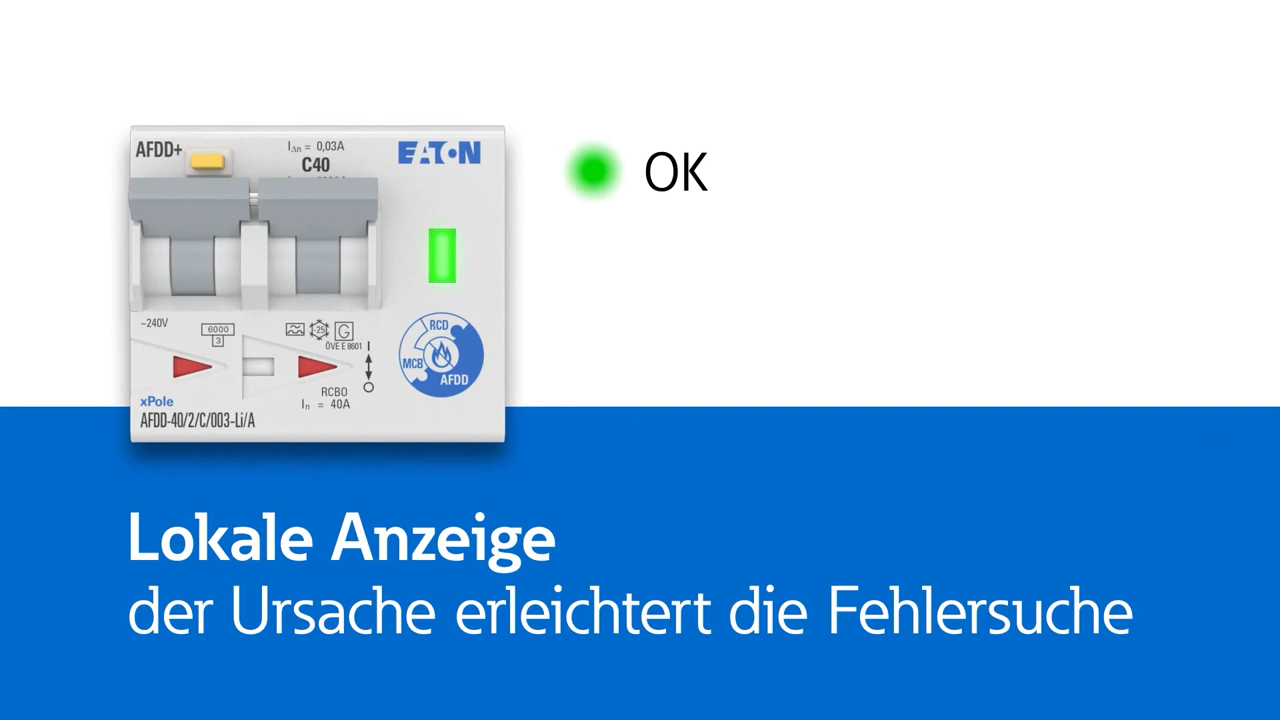 AFDD+
I∆n = 0,03A
C40
EATON
OK
~240V
6000
3
-25
G
ÖVE E 8601
I
RCD
MCB
AFDD
RCBO
In = 40A
xPole
AFDD-40/2/C/003-Li/A
Lokale Anzeige
der Ursache erleichtert die Fehlersuche